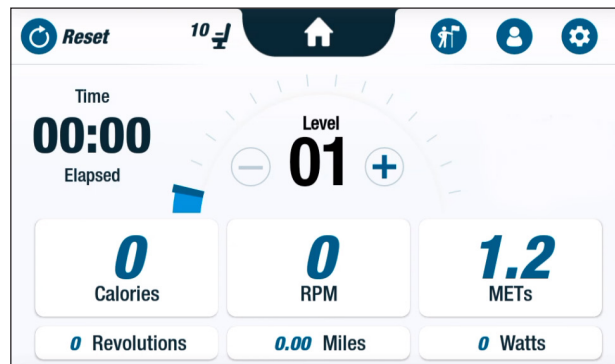 Reset
10
Time
00:00
Elapsed
Level
01
0
Calories
0
RPM
1.2
METs
0 Revolutions
0.00 Miles
0 Watts